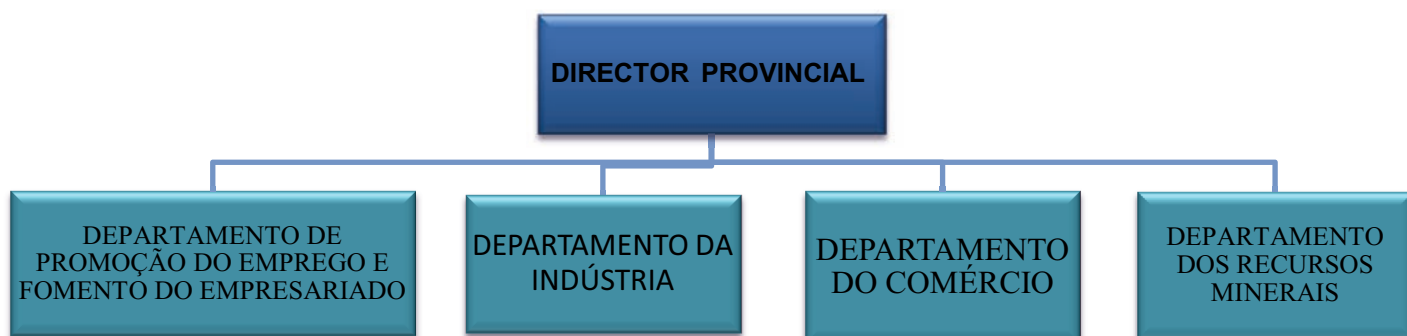 DIRECTOR PROVINCIAL
DEPARTAMENTO DE
PROMOÇÃO DO EMPREGO E
FOMENTO DO EMPRESARIADO
DEPARTAMENTO DA
INDÚSTRIA
DEPARTAMENTO
DO COMÉRCIO
DEPARTAMENTO
DOS RECURSOS
MINERAIS